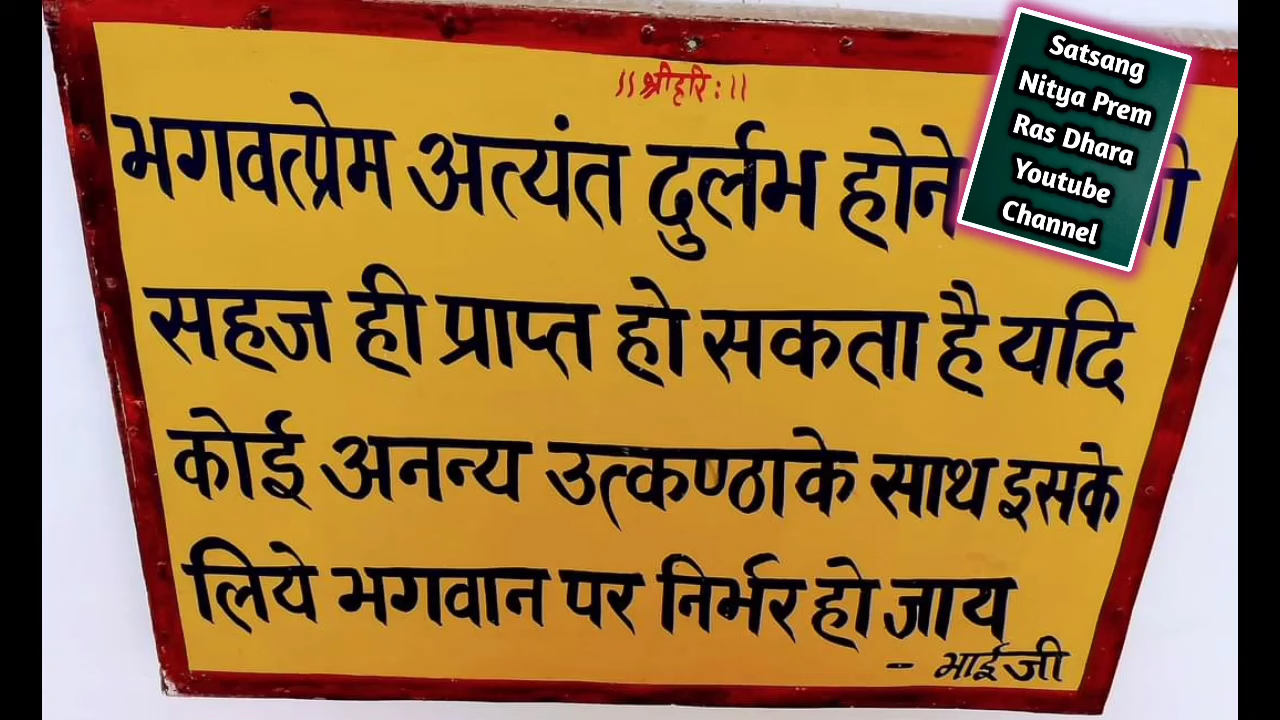 ।।श्रीहरि:।।
भगवत्प्रेम अत्यंत दुर्लभ होने
सहज ही प्राप्त हो सकता है यदि
कोई अनन्य उत्कण्ठाके साथ इसके
लिये भगवान पर निर्भर हो जाय
- भाईजी
Satsang
Nitya Prem
Ras Dhara
Youtube
Channel